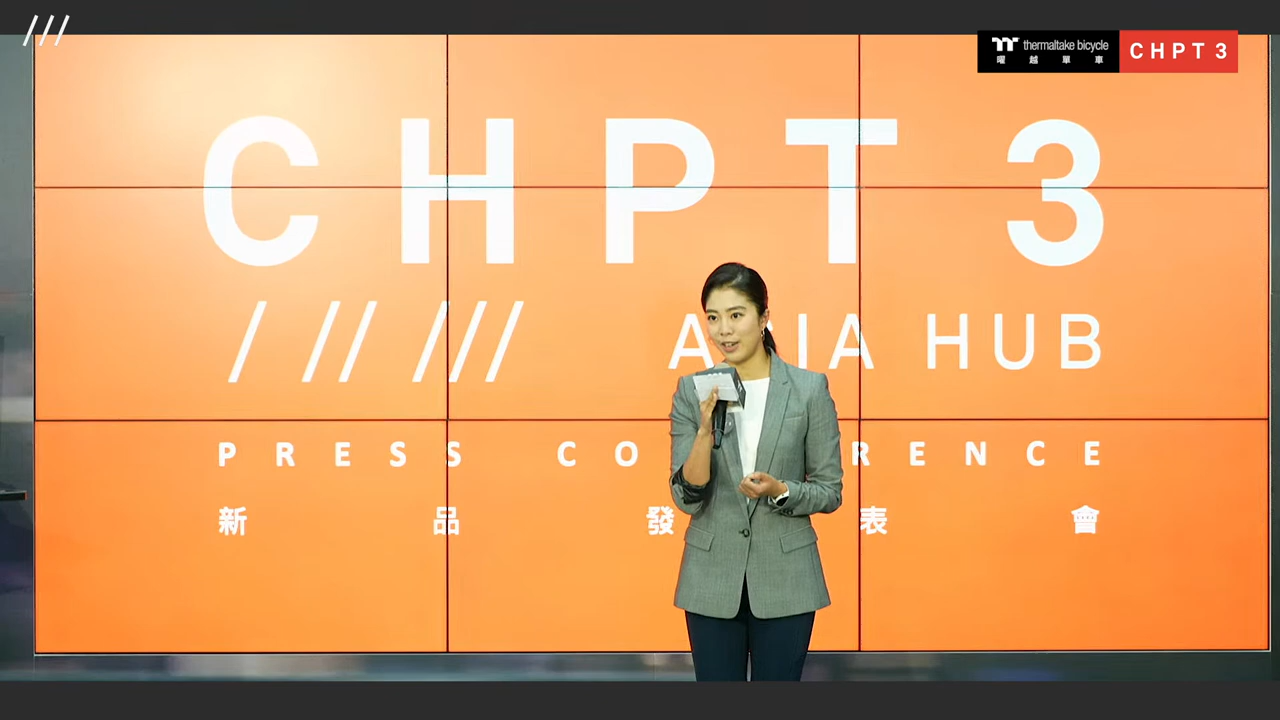 thermaltake bicycle
曜越單車
CHPT3
CHPT3
/ // ///
ASIA HUB
PRESS CONFERENCE
新品發表會